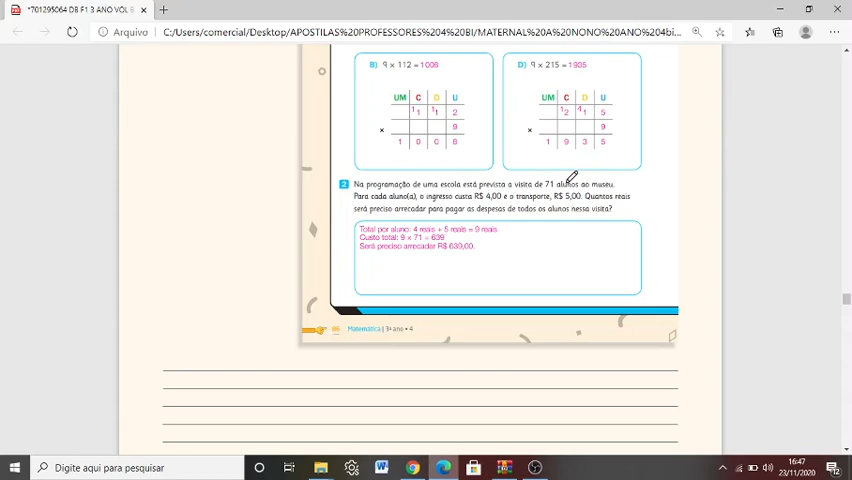 *701295064 DB F1 3 ANO VOL B
Arquivo
C:/Users/comercial/Desktop/APOSTILAS%20PROFESSORES%204%20BI/MATERNAL%20A%20NONO%20ANO%204bi...
B) 9 x 112 = 1008
UM C D U
1 1 1 1 2
x 9
1 0 0 8
D) 9 x 215 = 1935
UM C D U
1 2 4 1 5
x 9
1 9 3 5
2 Na programação de uma escola está prevista a visita de 71 alunos ao museu.
Para cada aluno(a), o ingresso custa R$ 4,00 e o transporte, R$ 5,00. Quantos reais
será preciso arrecadar para pagar as despesas de todos os alunos nessa visita?
Total por aluno: 4 reais + 5 reais = 9 reais
Custo total: 9 × 71 = 639
Será preciso arrecadar R$ 639,00.
Matemática | 3º ano • 4
Digite aqui para pesquisar
16:47
23/11/2020
12